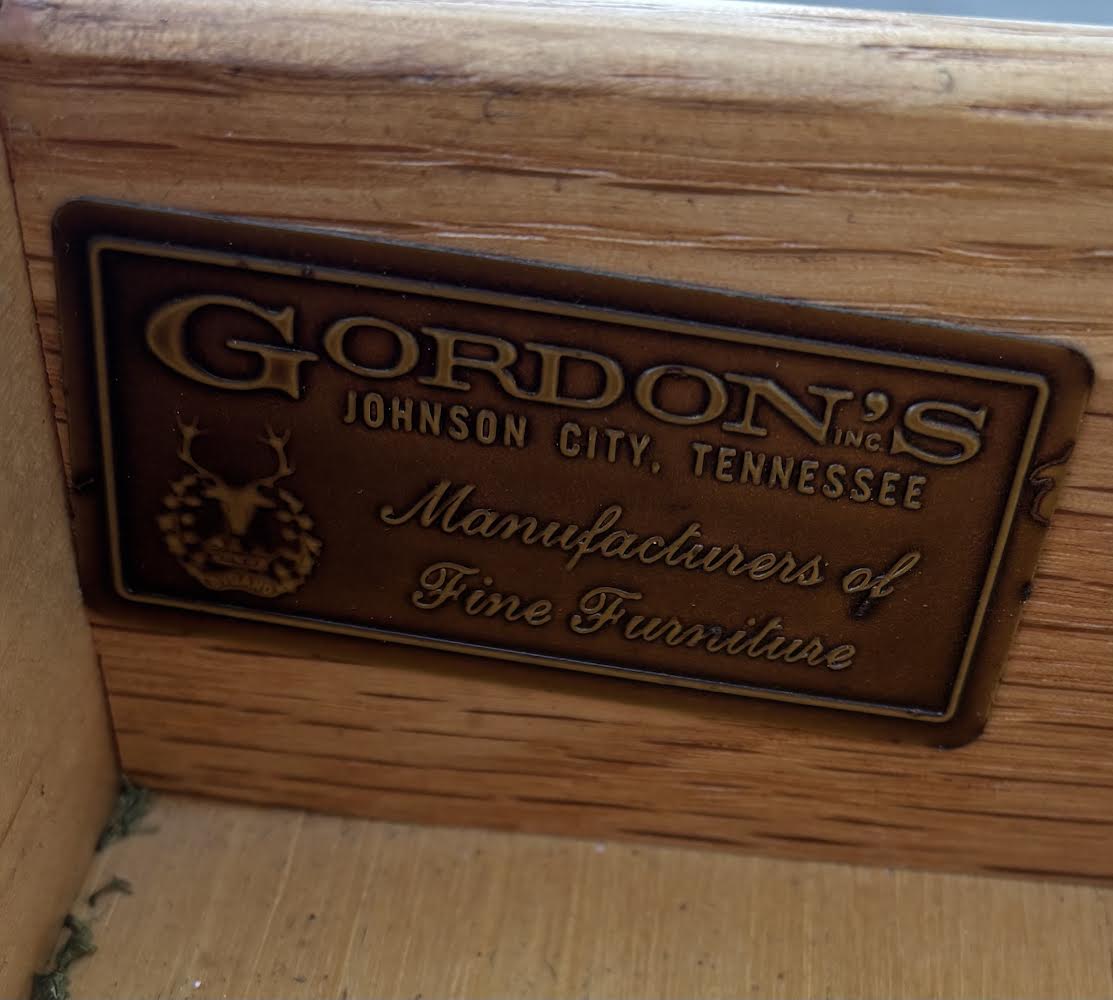 GORDON'S INC.
JOHNSON CITY, TENNESSEE
Manufacturers of
Fine Furniture